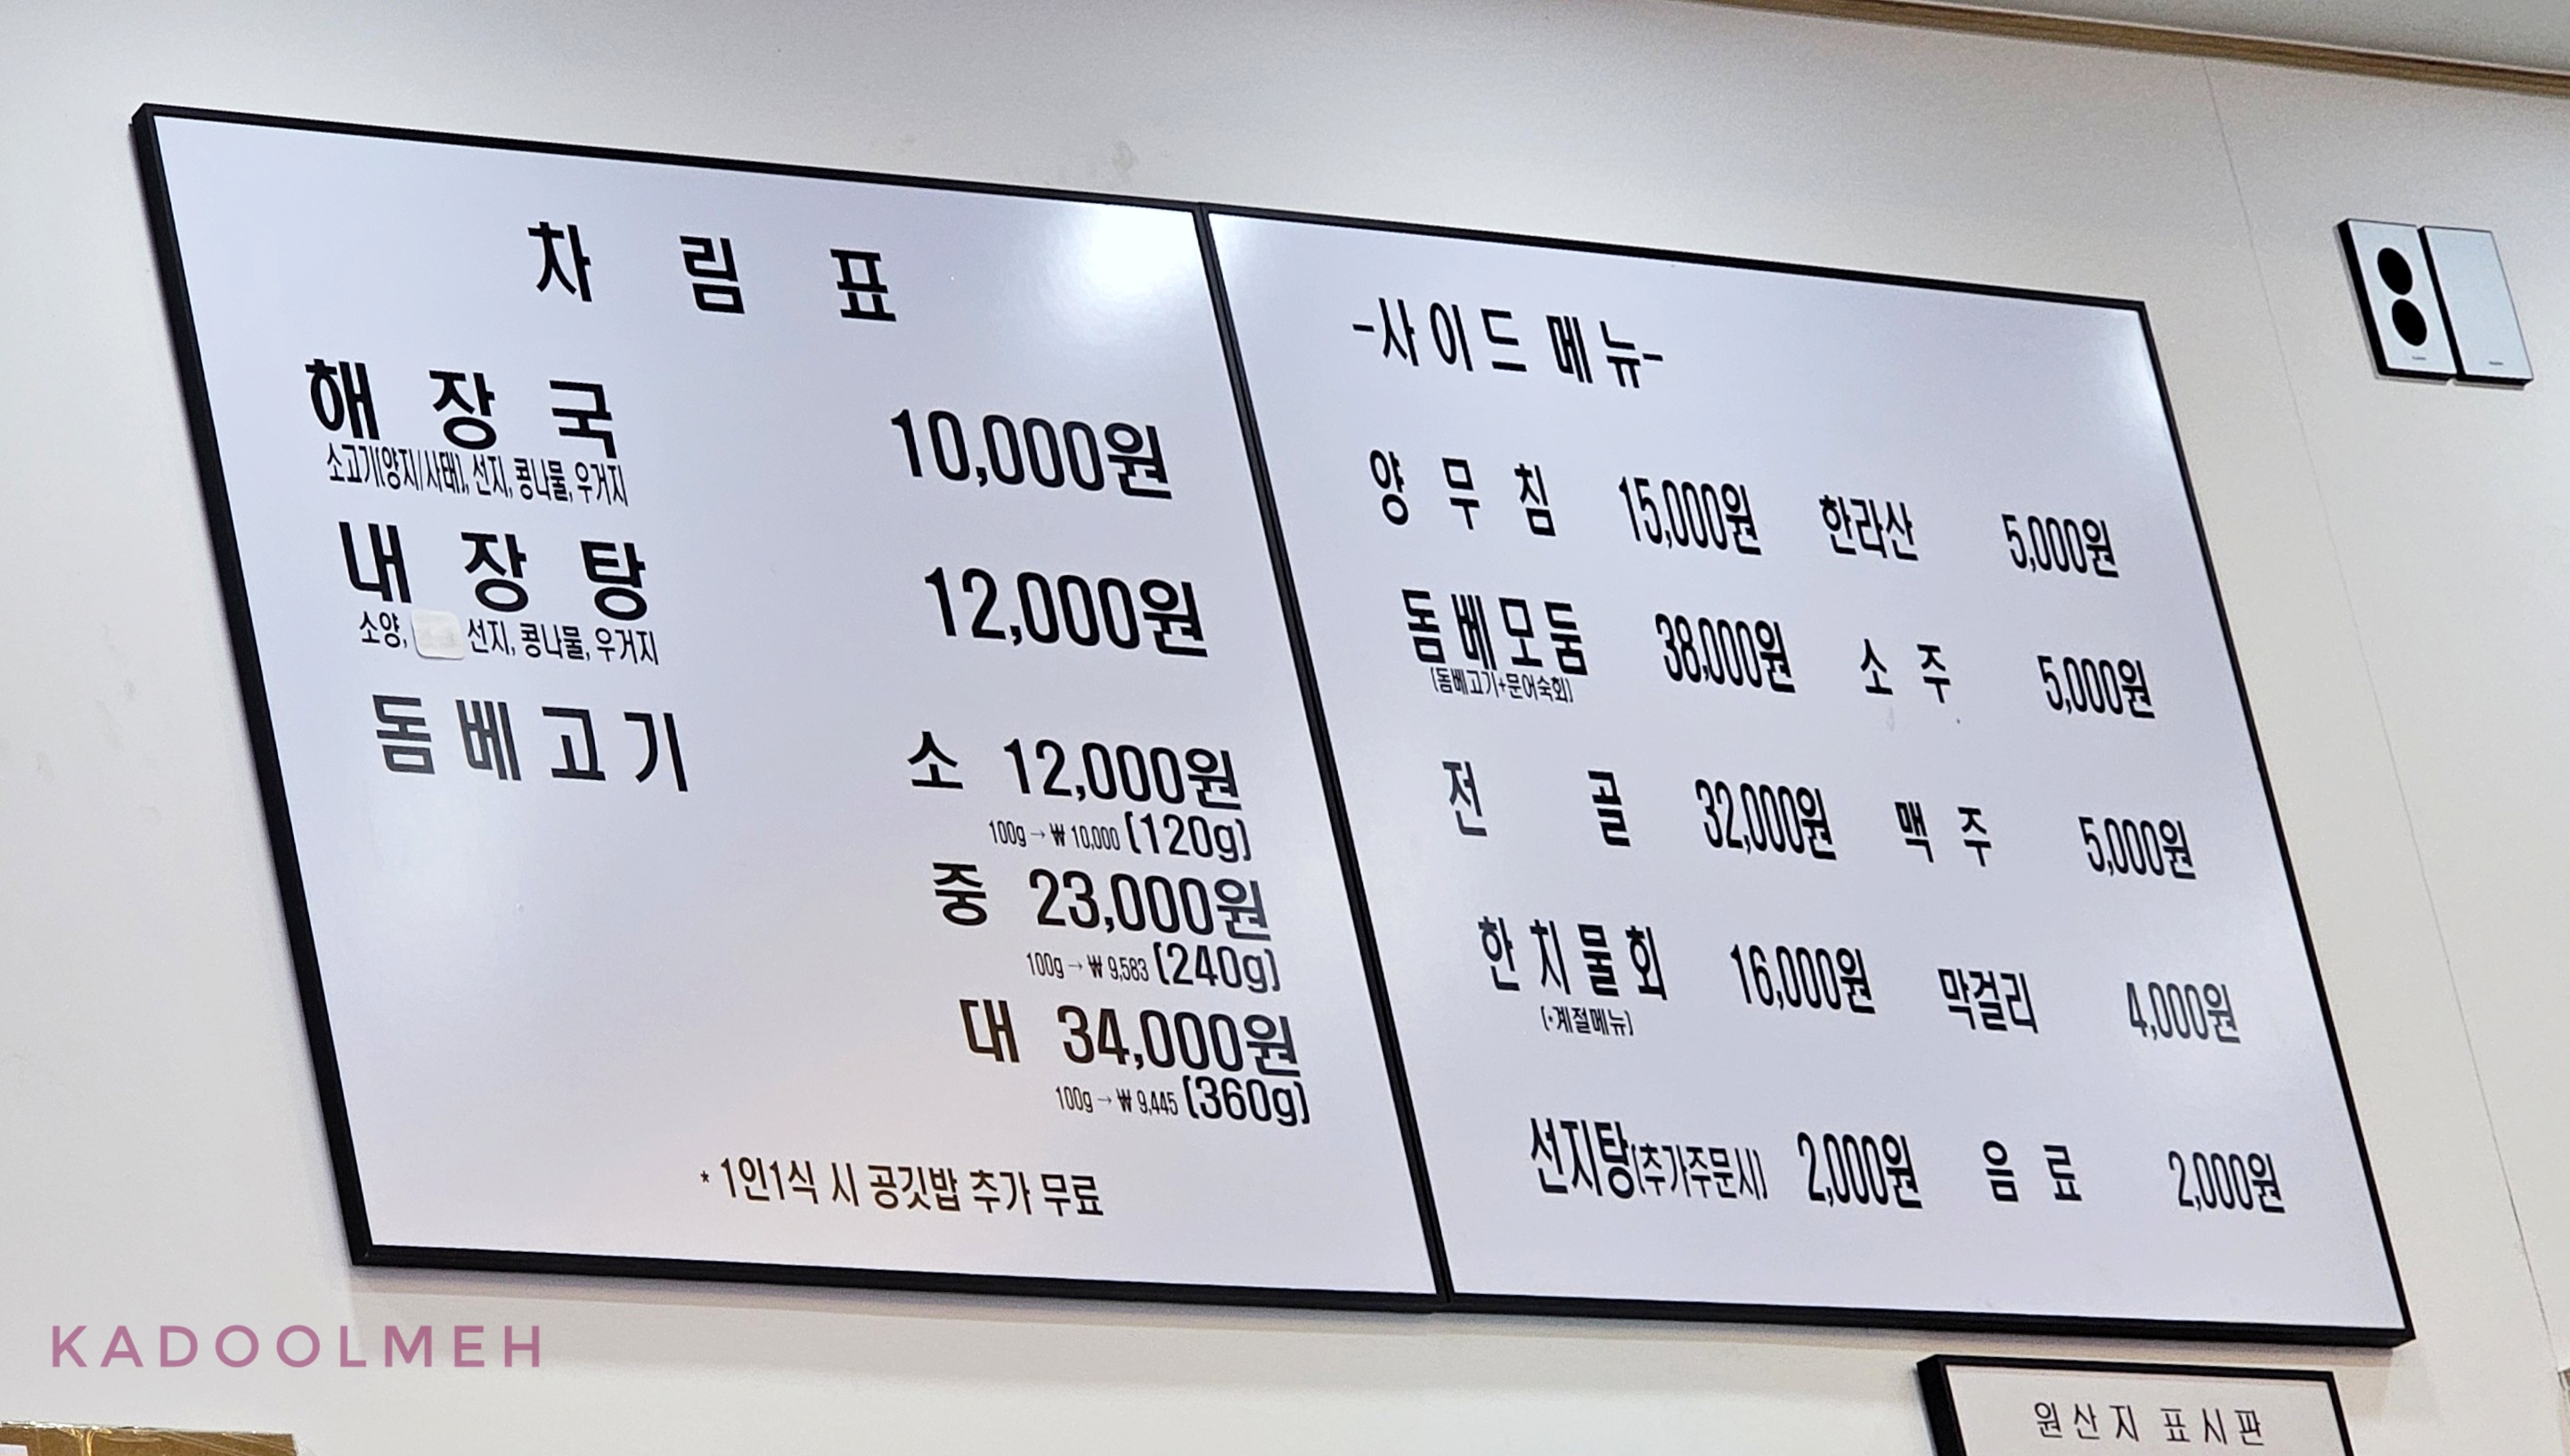 차림표
해장국 10,000원
소고기(양지/사태), 선지, 콩나물, 우거지
내장탕 12,000원
소양, 선지, 콩나물, 우거지
돔베고기 소 12,000원
100g → ₩ 10,000 (120g)
중 23,000원
100g → ₩ 9,583 (240g)
대 34,000원
100g → ₩ 9,445 (360g)
* 1인1식 시 공깃밥 추가 무료
-사이드 메뉴-
양무침 15,000원 한라산 5,000원
돔베모둠 38,000원 소주 5,000원
(돔베고기+문어숙회)
전골 32,000원 맥주 5,000원
한치물회 16,000원 막걸리 4,000원
(·계절메뉴)
선지탕(추가주문시) 2,000원 음료 2,000원
원산지 표시판
KADOOLMEH